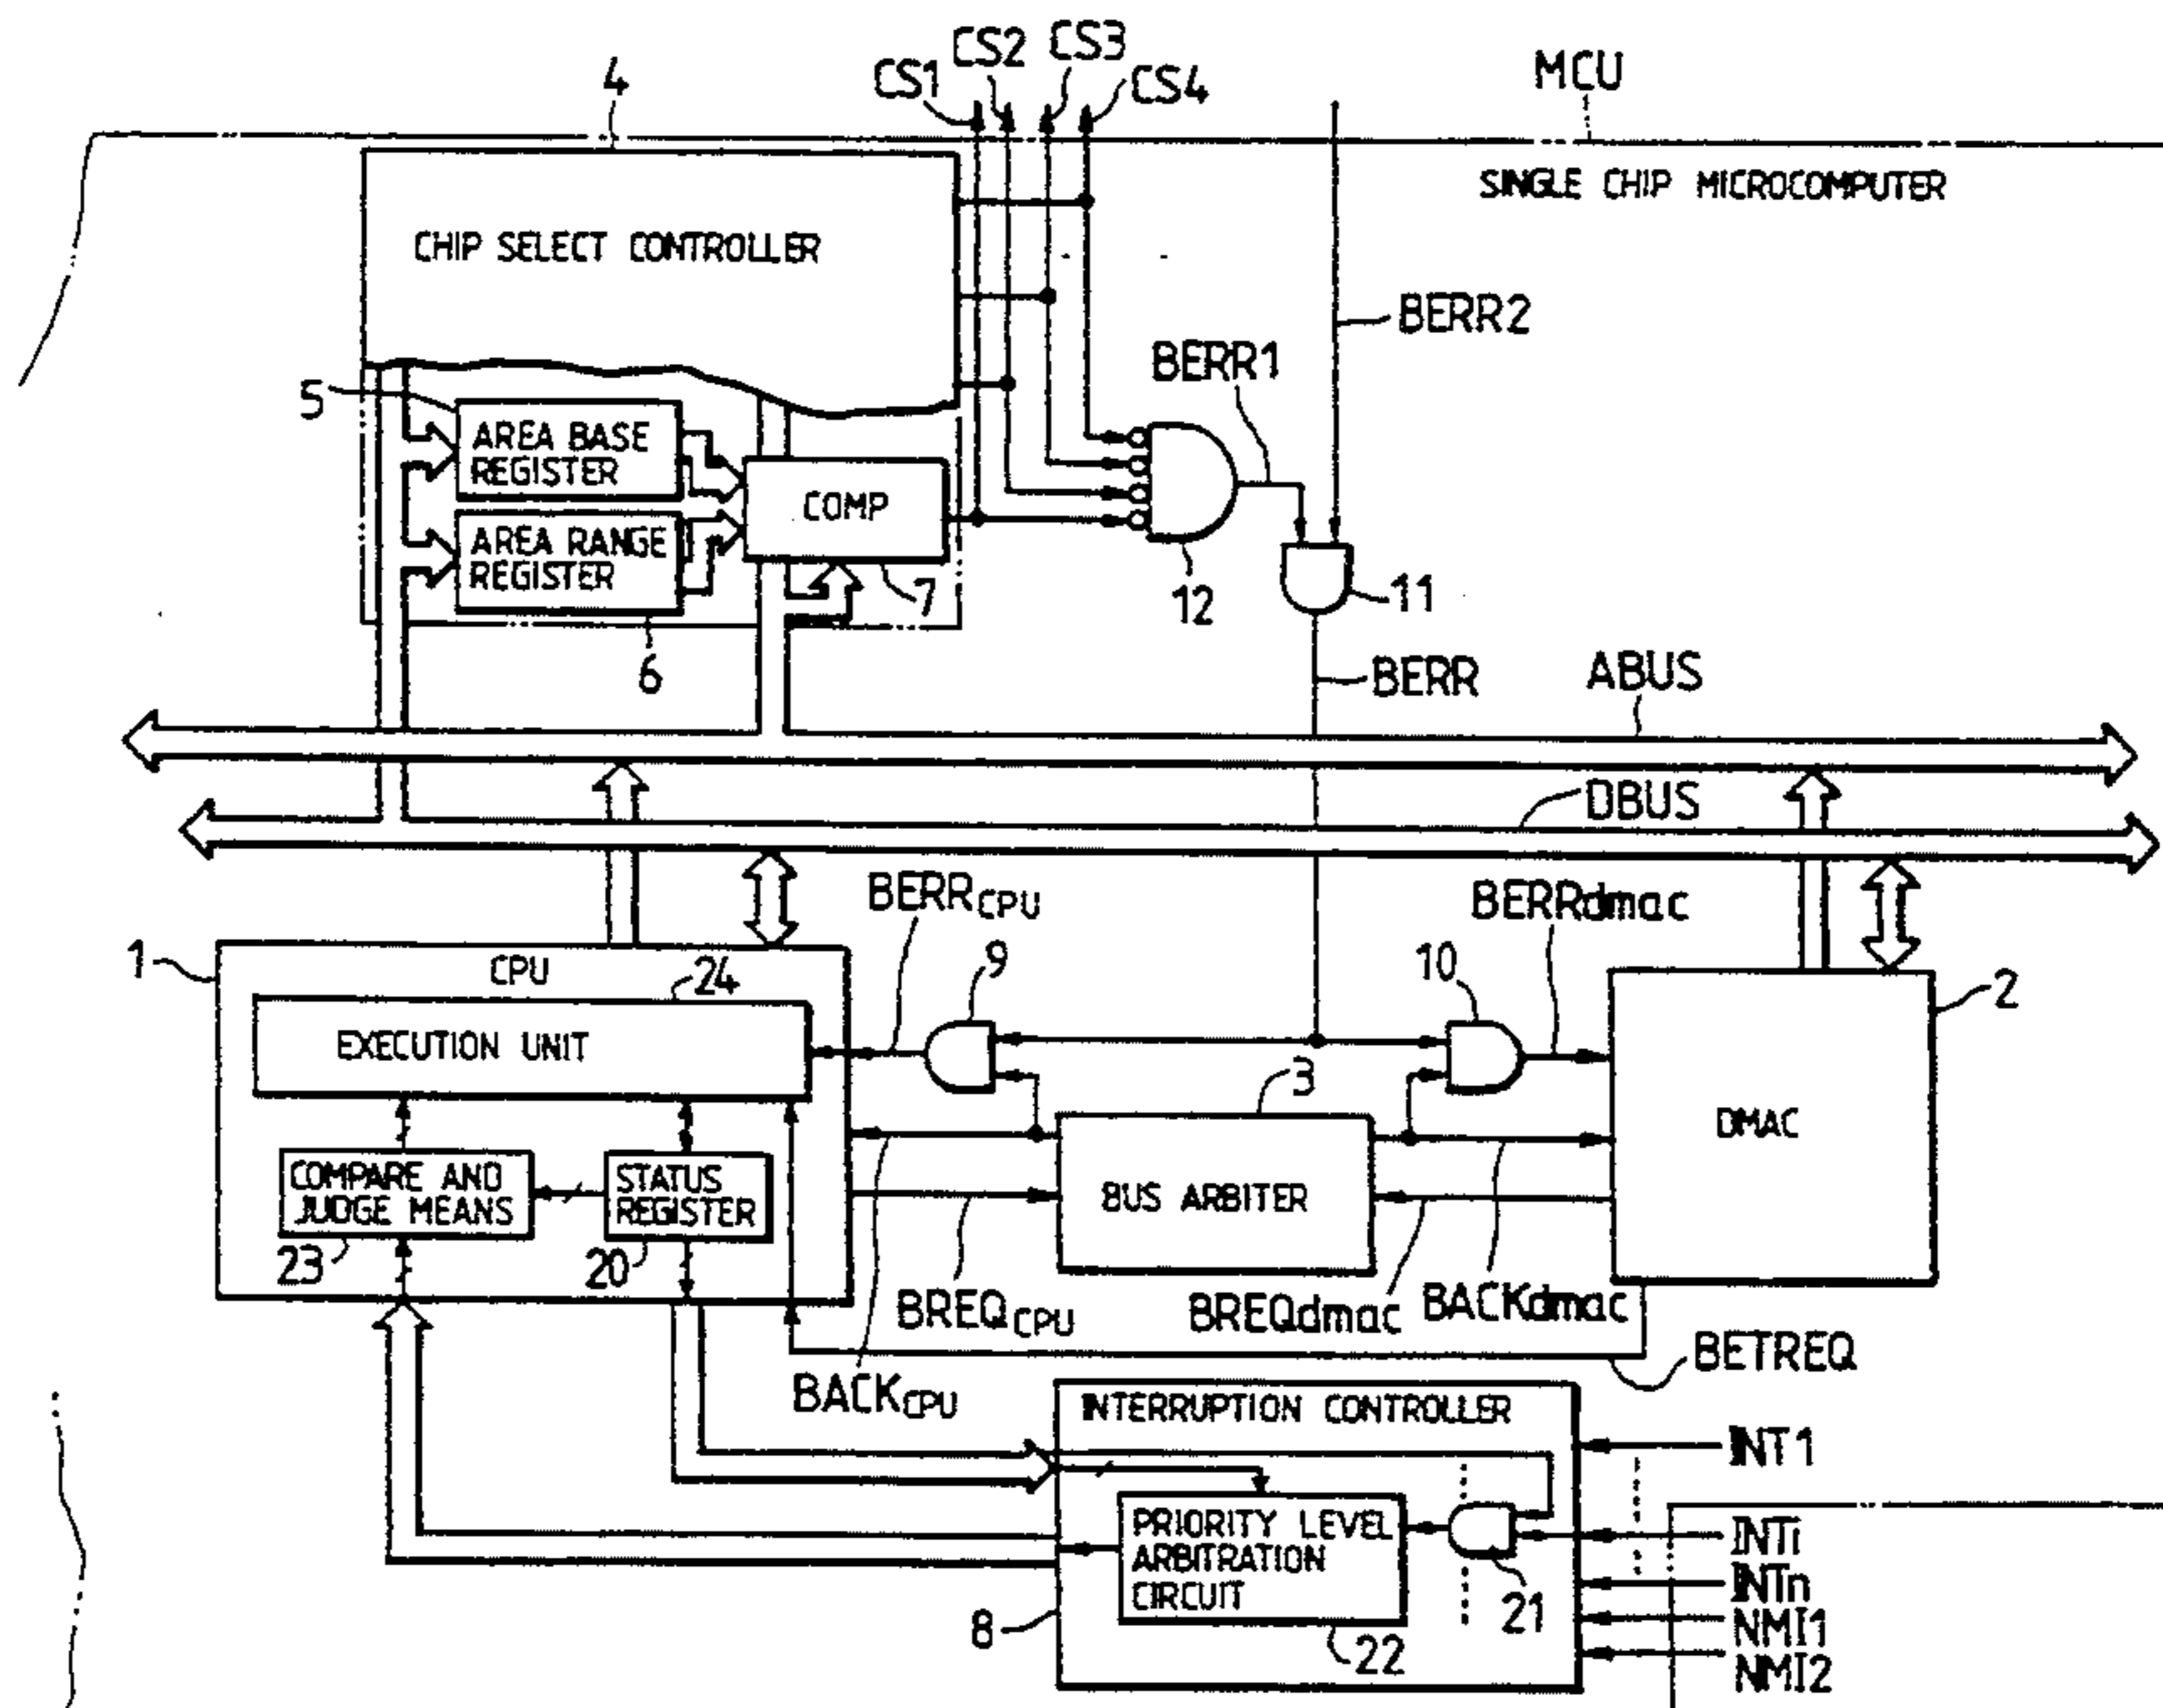 CS1
CS2
CS3
CS4
MCU
4
SINGLE CHIP MICROCOMPUTER
CHIP SELECT CONTROLLER
BERR2
BERR1
5
AREA BASE
REGISTER
COMP
AREA RANGE
REGISTER
7
12
11
6
BERR
ABUS
DBUS
BERRCPU
BERRdmac
1
CPU
24
9
10
2
EXECUTION UNIT
3
DMAC
COMPARE AND
JUDGE MEANS
STATUS
REGISTER
BUS ARBITER
23
20
BREQCPU
BREQdmac
BACKdmac
BETREQ
BACKCPU
INTERRUPTION CONTROLLER
INT1
PRIORITY LEVEL
ARBITRATION
CIRCUIT
INTi
INTn
21
8
22
NMI1
NMI2